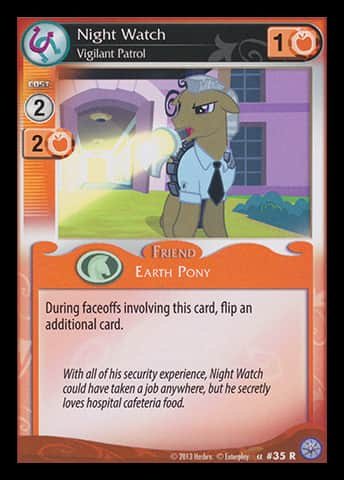 Night Watch
Vigilant Patrol
1
COST
2
2
FRIEND
EARTH PONY
During faceoffs involving this card, flip an
additional card.
With all of his security experience, Night Watch
could have taken a job anywhere, but he secretly
loves hospital cafeteria food.
© 2013 Hasbro. © Enterplay. α #35 R